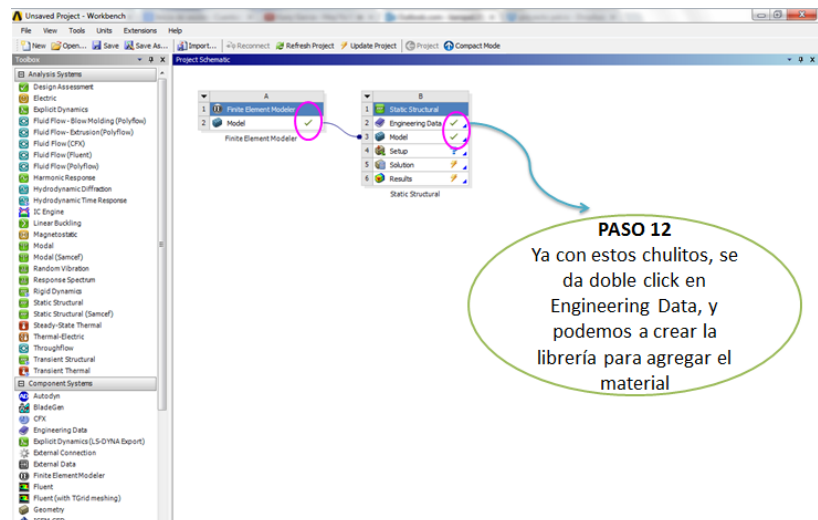 Unsaved Project - Workbench
File View Tools Units Extensions Help
New Open... Save Save As... Import... Reconnect Refresh Project Update Project Project Compact Mode
Toolbox
Project Schematic
Analysis Systems
Design Assessment
Electric
Explicit Dynamics
Fluid Flow - Blow Molding (Polyflow)
Fluid Flow - Extrusion (Polyflow)
Fluid Flow (CFX)
Fluid Flow (Fluent)
Fluid Flow (Polyflow)
Harmonic Response
Hydrodynamic Diffraction
Hydrodynamic Time Response
IC Engine
Linear Buckling
Magnetostatic
Modal
Modal (Samcef)
Random Vibration
Response Spectrum
Rigid Dynamics
Static Structural
Static Structural (Samcef)
Steady-State Thermal
Thermal-Electric
Throughflow
Transient Structural
Transient Thermal
Component Systems
Autodyn
BladeGen
CFX
Engineering Data
Explicit Dynamics (LS-DYNA Export)
External Connection
External Data
Finite Element Modeler
Fluent
Fluent (with TGrid meshing)
Geometry
A
1 Finite Element Modeler
2 Model
Finite Element Modeler
B
1 Static Structural
2 Engineering Data
3 Model
4 Setup
5 Solution
6 Results
Static Structural
PASO 12
Ya con estos chulitos, se
da doble click en
Engineering Data, y
podemos a crear la
librería para agregar el
material